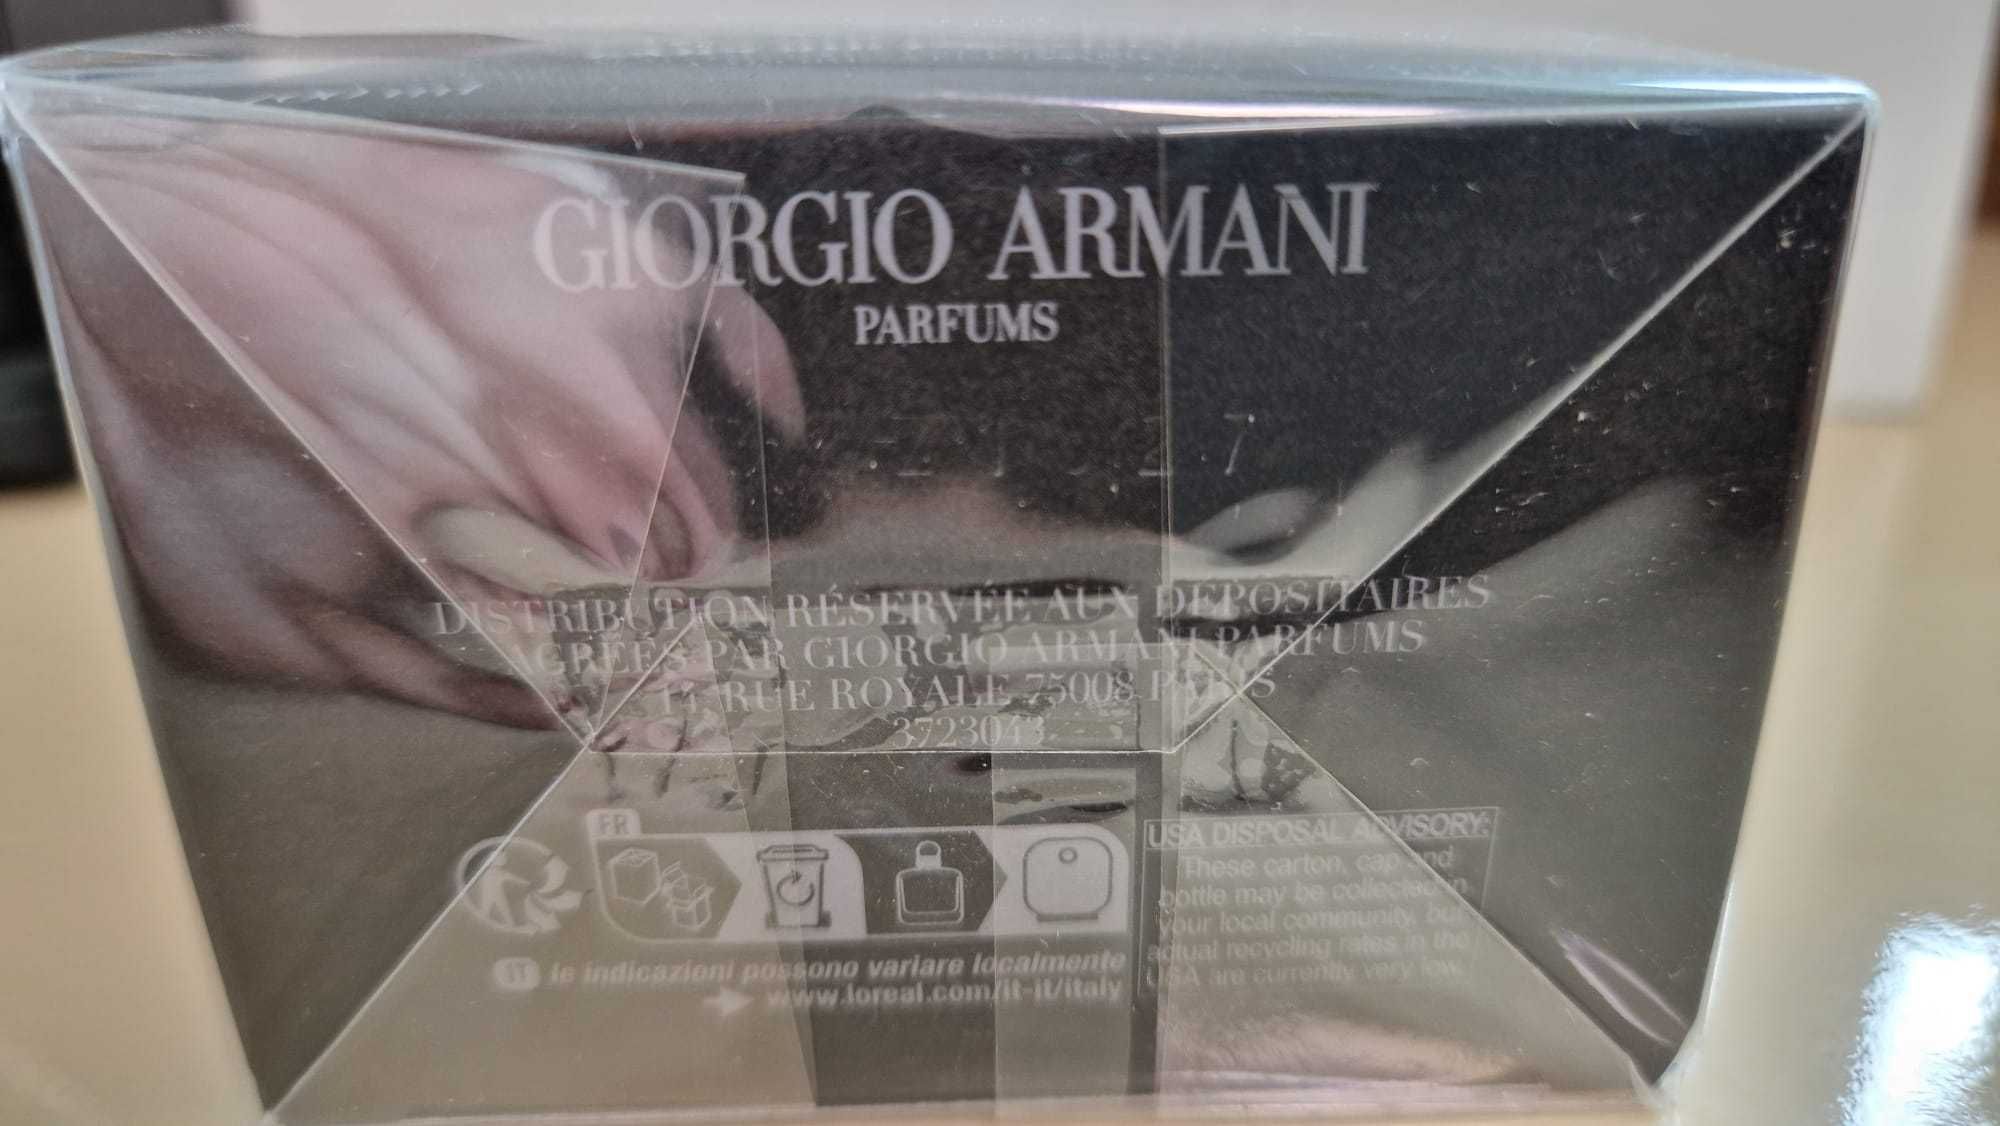 GIORGIO ARMANI
PARFUMS
DISTRIBUTION RÉSERVÉE AUX DÉPOSITAIRES
AGRÉÉS PAR GIORGIO ARMANI PARFUMS
14, RUE ROYALE 75008 PARIS
3723043
FR
IT le indicazioni possono variare localmente
www.loreal.com/it-it/italy
USA DISPOSAL ADVISORY:
These carton, cap and
bottle may be collected in
your local community, but
actual recycling rates in the
USA are currently very low.